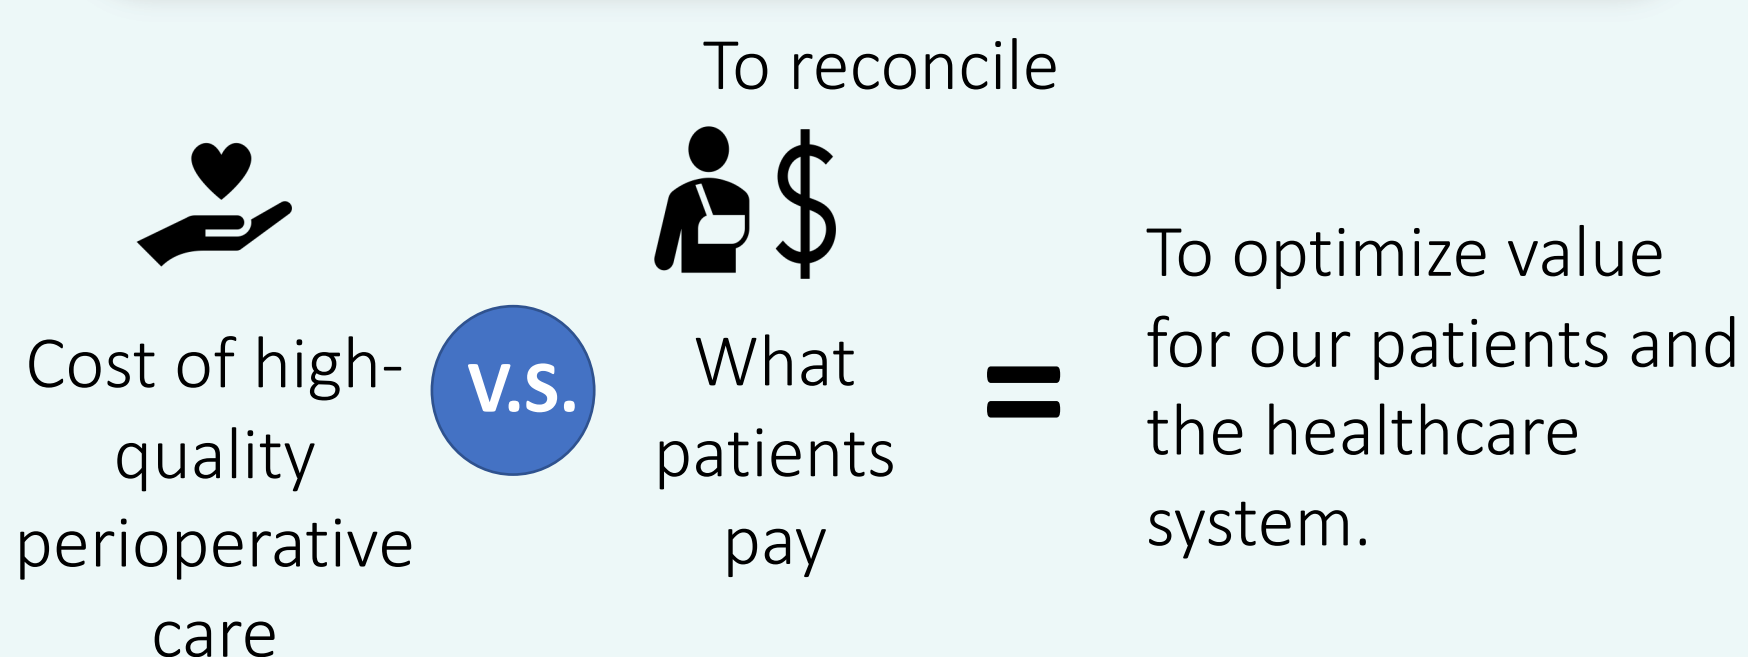 To reconcile
$
Cost of high-
quality
perioperative
care
V.S.
What
patients
pay
=
To optimize value
for our patients and
the healthcare
system.